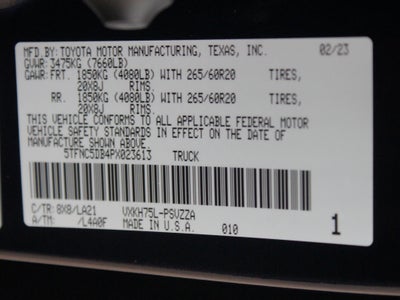 MFD.BY: TOYOTA MOTOR MANUFACTURING, TEXAS, INC. 02/23
GVWR: 3475KG (7660LB)
GAWR: FRT. 1850KG (4080LB) WITH 265/60R20 TIRES,
20X8J RIMS
RR. 1850KG (4080LB) WITH 265/60R20 TIRES,
20X8J RIMS
THIS VEHICLE CONFORMS TO ALL APPLICABLE FEDERAL MOTOR
VEHICLE SAFETY STANDARDS IN EFFECT ON THE DATE OF
MANUFACTURE SHOWN ABOVE.
5TFNC5DB4PX023613 TRUCK
C/TR: 8X8/LA21 VXKH75L-PSVZZA
A/TM: /L4A0F MADE IN U.S.A. 010 1